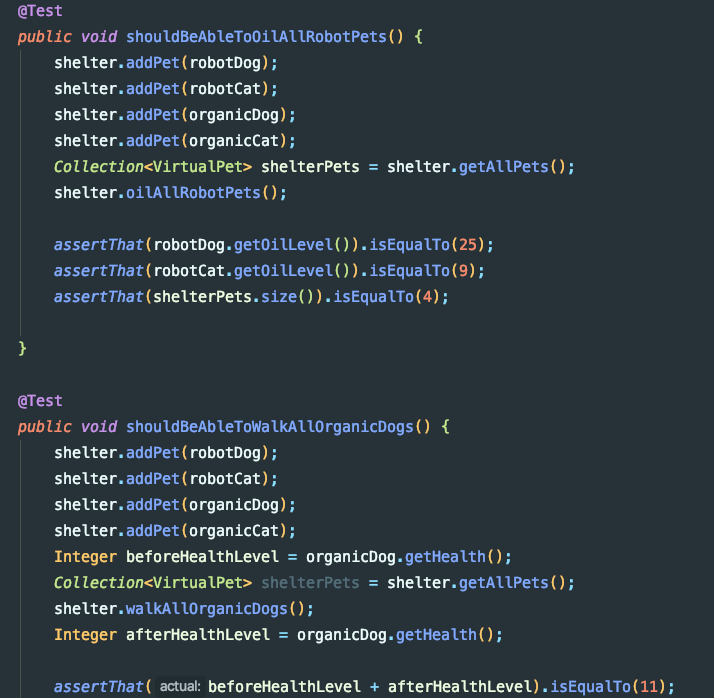 @Test
public void shouldBeAbleToOilAllRobotPets() {
    shelter.addPet(robotDog);
    shelter.addPet(robotCat);
    shelter.addPet(organicDog);
    shelter.addPet(organicCat);
    Collection<VirtualPet> shelterPets = shelter.getAllPets();
    shelter.oilAllRobotPets();

    assertThat(robotDog.getOilLevel()).isEqualTo(25);
    assertThat(robotCat.getOilLevel()).isEqualTo(9);
    assertThat(shelterPets.size()).isEqualTo(4);

}

@Test
public void shouldBeAbleToWalkAllOrganicDogs() {
    shelter.addPet(robotDog);
    shelter.addPet(robotCat);
    shelter.addPet(organicDog);
    shelter.addPet(organicCat);
    Integer beforeHealthLevel = organicDog.getHealth();
    Collection<VirtualPet> shelterPets = shelter.getAllPets();
    shelter.walkAllOrganicDogs();
    Integer afterHealthLevel = organicDog.getHealth();

    assertThat( actual: beforeHealthLevel + afterHealthLevel).isEqualTo(11);